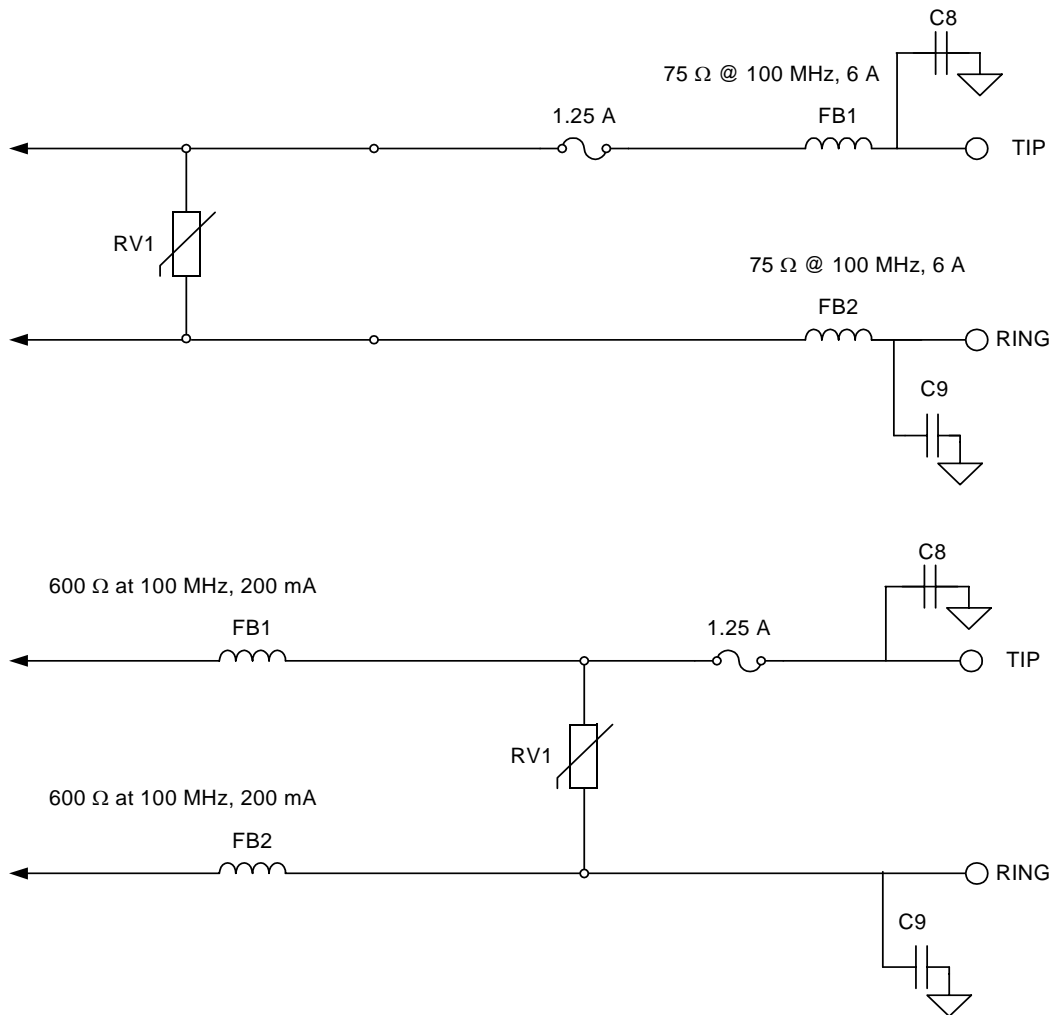 C8
75 Ω @ 100 MHz, 6 A
1.25 A
FB1
TIP
RV1
75 Ω @ 100 MHz, 6 A
FB2
RING
C9
C8
600 Ω at 100 MHz, 200 mA
FB1
1.25 A
TIP
RV1
600 Ω at 100 MHz, 200 mA
FB2
RING
C9